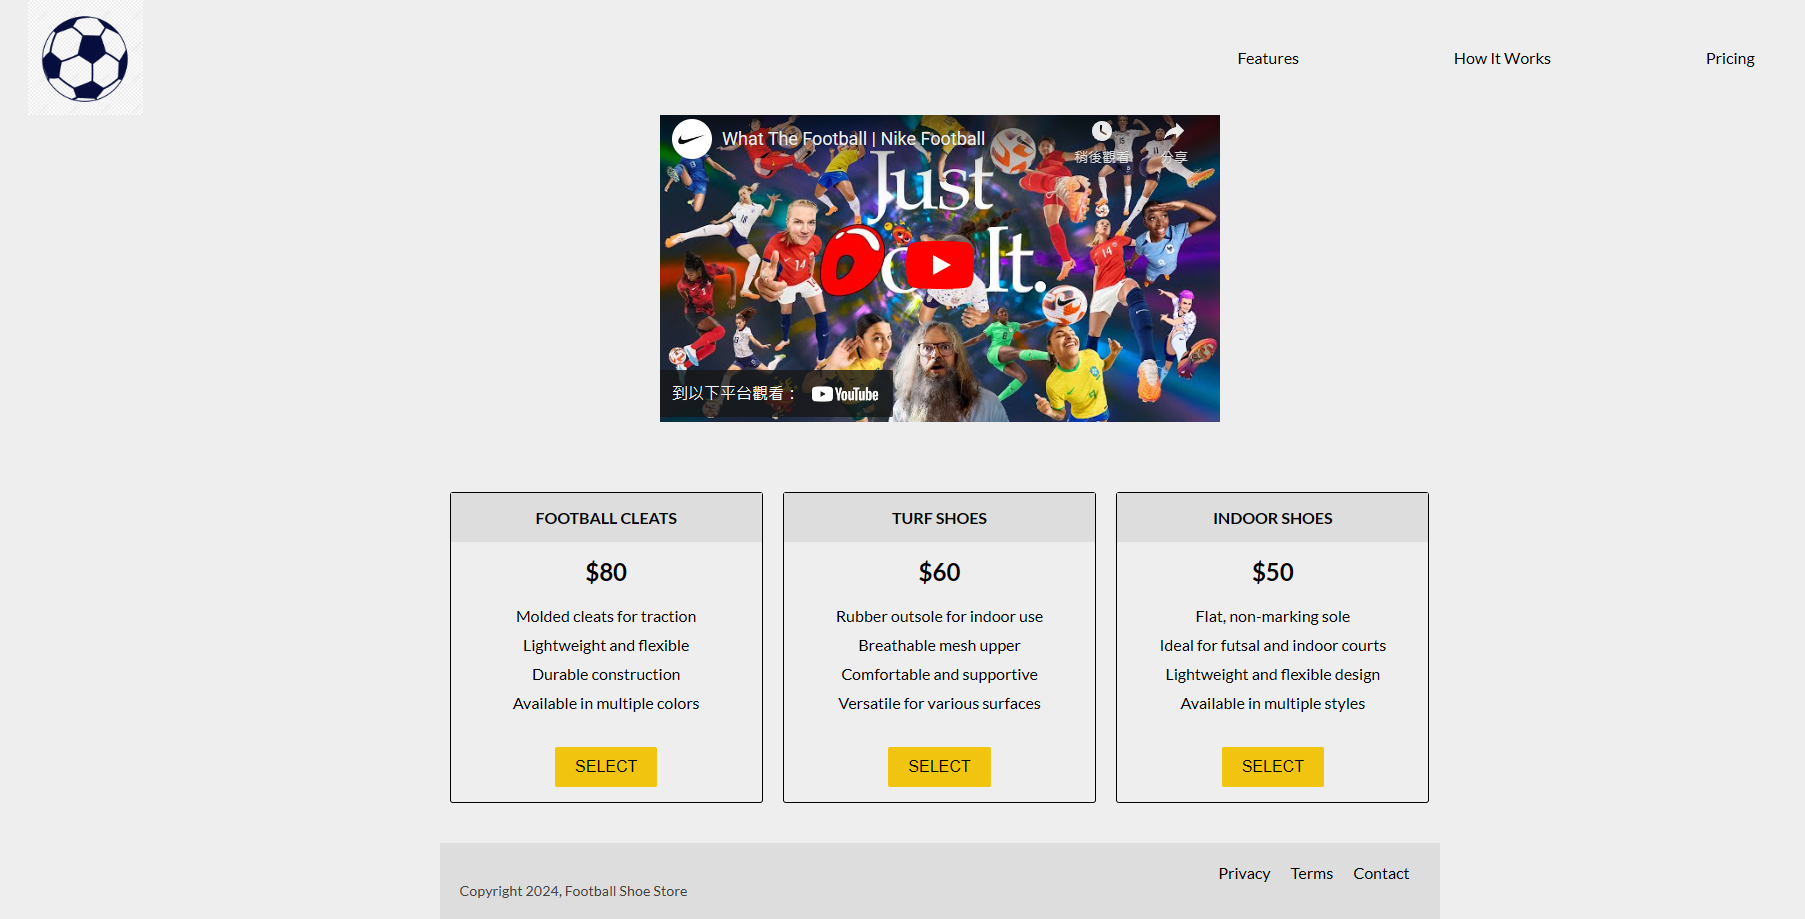 Features
How It Works
Pricing
What The Football | Nike Football
稍後觀看
分享
Just
Do It.
到以下平台觀看：
YouTube
FOOTBALL CLEATS
$80
Molded cleats for traction
Lightweight and flexible
Durable construction
Available in multiple colors
SELECT
TURF SHOES
$60
Rubber outsole for indoor use
Breathable mesh upper
Comfortable and supportive
Versatile for various surfaces
SELECT
INDOOR SHOES
$50
Flat, non-marking sole
Ideal for futsal and indoor courts
Lightweight and flexible design
Available in multiple styles
SELECT
Privacy
Terms
Contact
Copyright 2024, Football Shoe Store